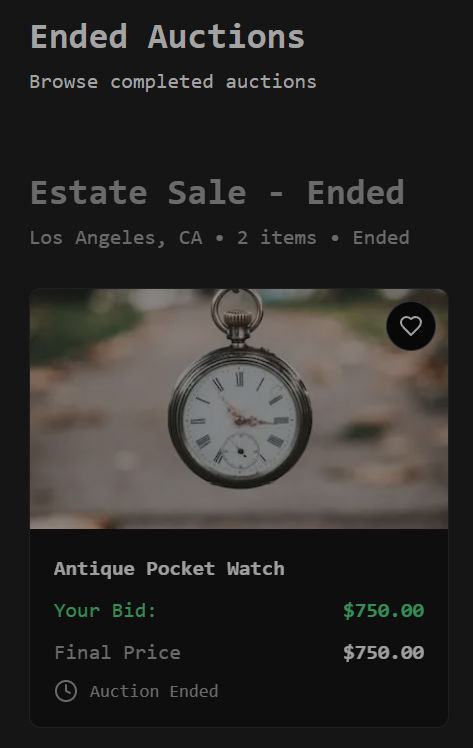 Ended Auctions
Browse completed auctions
Estate Sale - Ended
Los Angeles, CA • 2 items • Ended
Antique Pocket Watch
Your Bid: $750.00
Final Price $750.00
Auction Ended